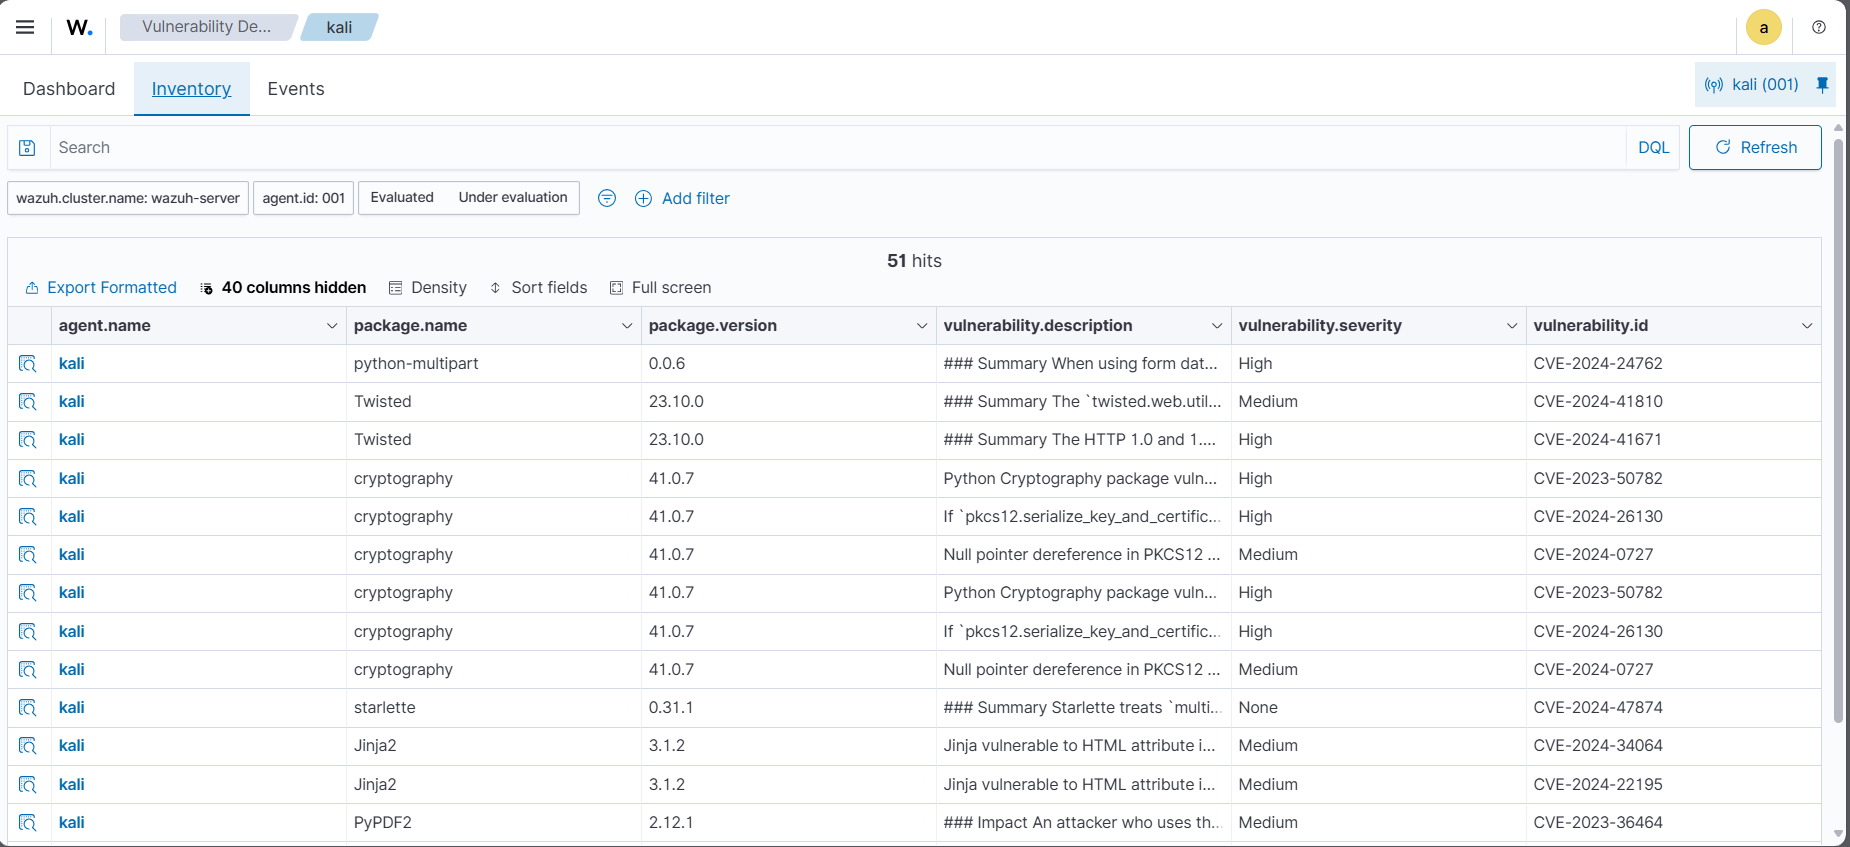 W. Vulnerability De... kali a
Dashboard Inventory Events kali (001)
Search DQL Refresh
wazuh.cluster.name: wazuh-server agent.id: 001 Evaluated Under evaluation Add filter
51 hits
Export Formatted 40 columns hidden Density Sort fields Full screen
agent.name package.name package.version vulnerability.description vulnerability.severity vulnerability.id
kali python-multipart 0.0.6 ### Summary When using form dat... High CVE-2024-24762
kali Twisted 23.10.0 ### Summary The `twisted.web.util... Medium CVE-2024-41810
kali Twisted 23.10.0 ### Summary The HTTP 1.0 and 1.... High CVE-2024-41671
kali cryptography 41.0.7 Python Cryptography package vuln... High CVE-2023-50782
kali cryptography 41.0.7 If `pkcs12.serialize_key_and_certific... High CVE-2024-26130
kali cryptography 41.0.7 Null pointer dereference in PKCS12 ... Medium CVE-2024-0727
kali cryptography 41.0.7 Python Cryptography package vuln... High CVE-2023-50782
kali cryptography 41.0.7 If `pkcs12.serialize_key_and_certific... High CVE-2024-26130
kali cryptography 41.0.7 Null pointer dereference in PKCS12 ... Medium CVE-2024-0727
kali starlette 0.31.1 ### Summary Starlette treats `multi... None CVE-2024-47874
kali Jinja2 3.1.2 Jinja vulnerable to HTML attribute i... Medium CVE-2024-34064
kali Jinja2 3.1.2 Jinja vulnerable to HTML attribute i... Medium CVE-2024-22195
kali PyPDF2 2.12.1 ### Impact An attacker who uses th... Medium CVE-2023-36464